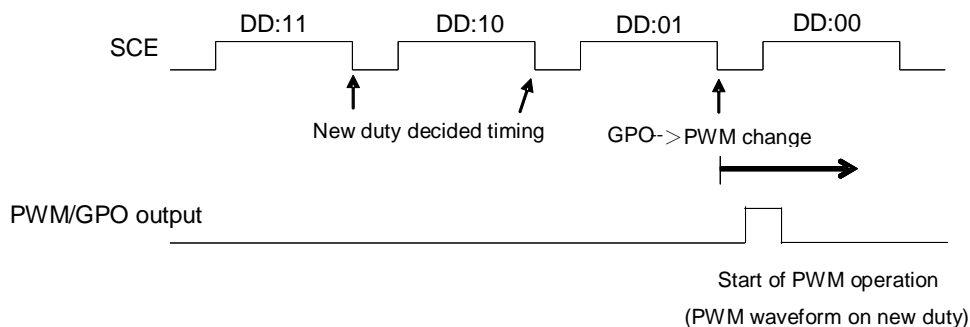 DD:11 DD:10 DD:01 DD:00
SCE
New duty decided timing
GPO-->PWM change
PWM/GPO output
Start of PWM operation
(PWM waveform on new duty)